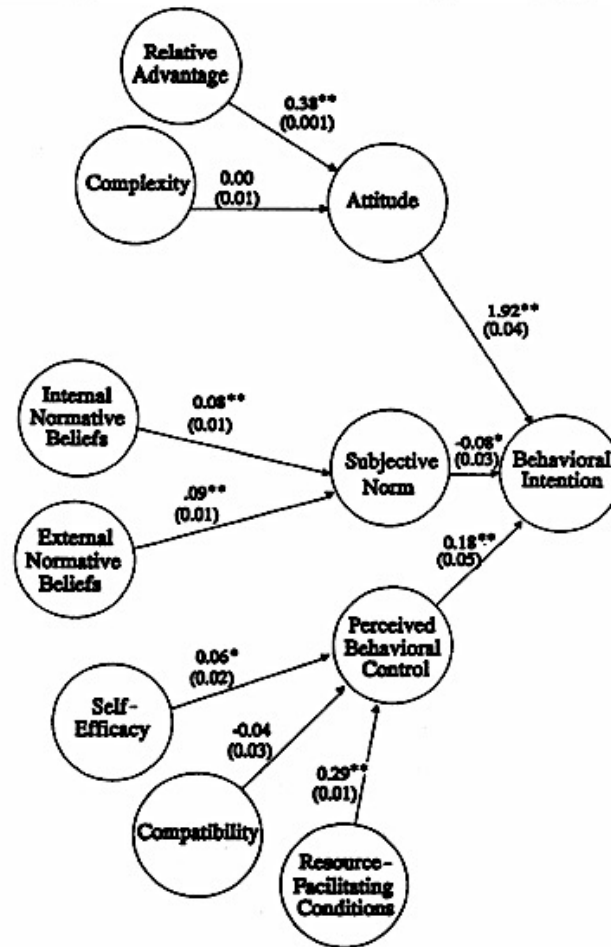 Relative
Advantage
0.38**
(0.001)
Complexity
0.00
(0.01)
Attitude
1.92**
(0.04)
Internal
Normative
Beliefs
0.08**
(0.01)
Subjective
Norm
-0.08*
(0.03)
Behavioral
Intention
.09**
(0.01)
External
Normative
Beliefs
0.18**
(0.05)
Perceived
Behavioral
Control
0.06*
(0.02)
Self-
Efficacy
-0.04
(0.03)
Compatibility
0.29**
(0.01)
Resource-
Facilitating
Conditions